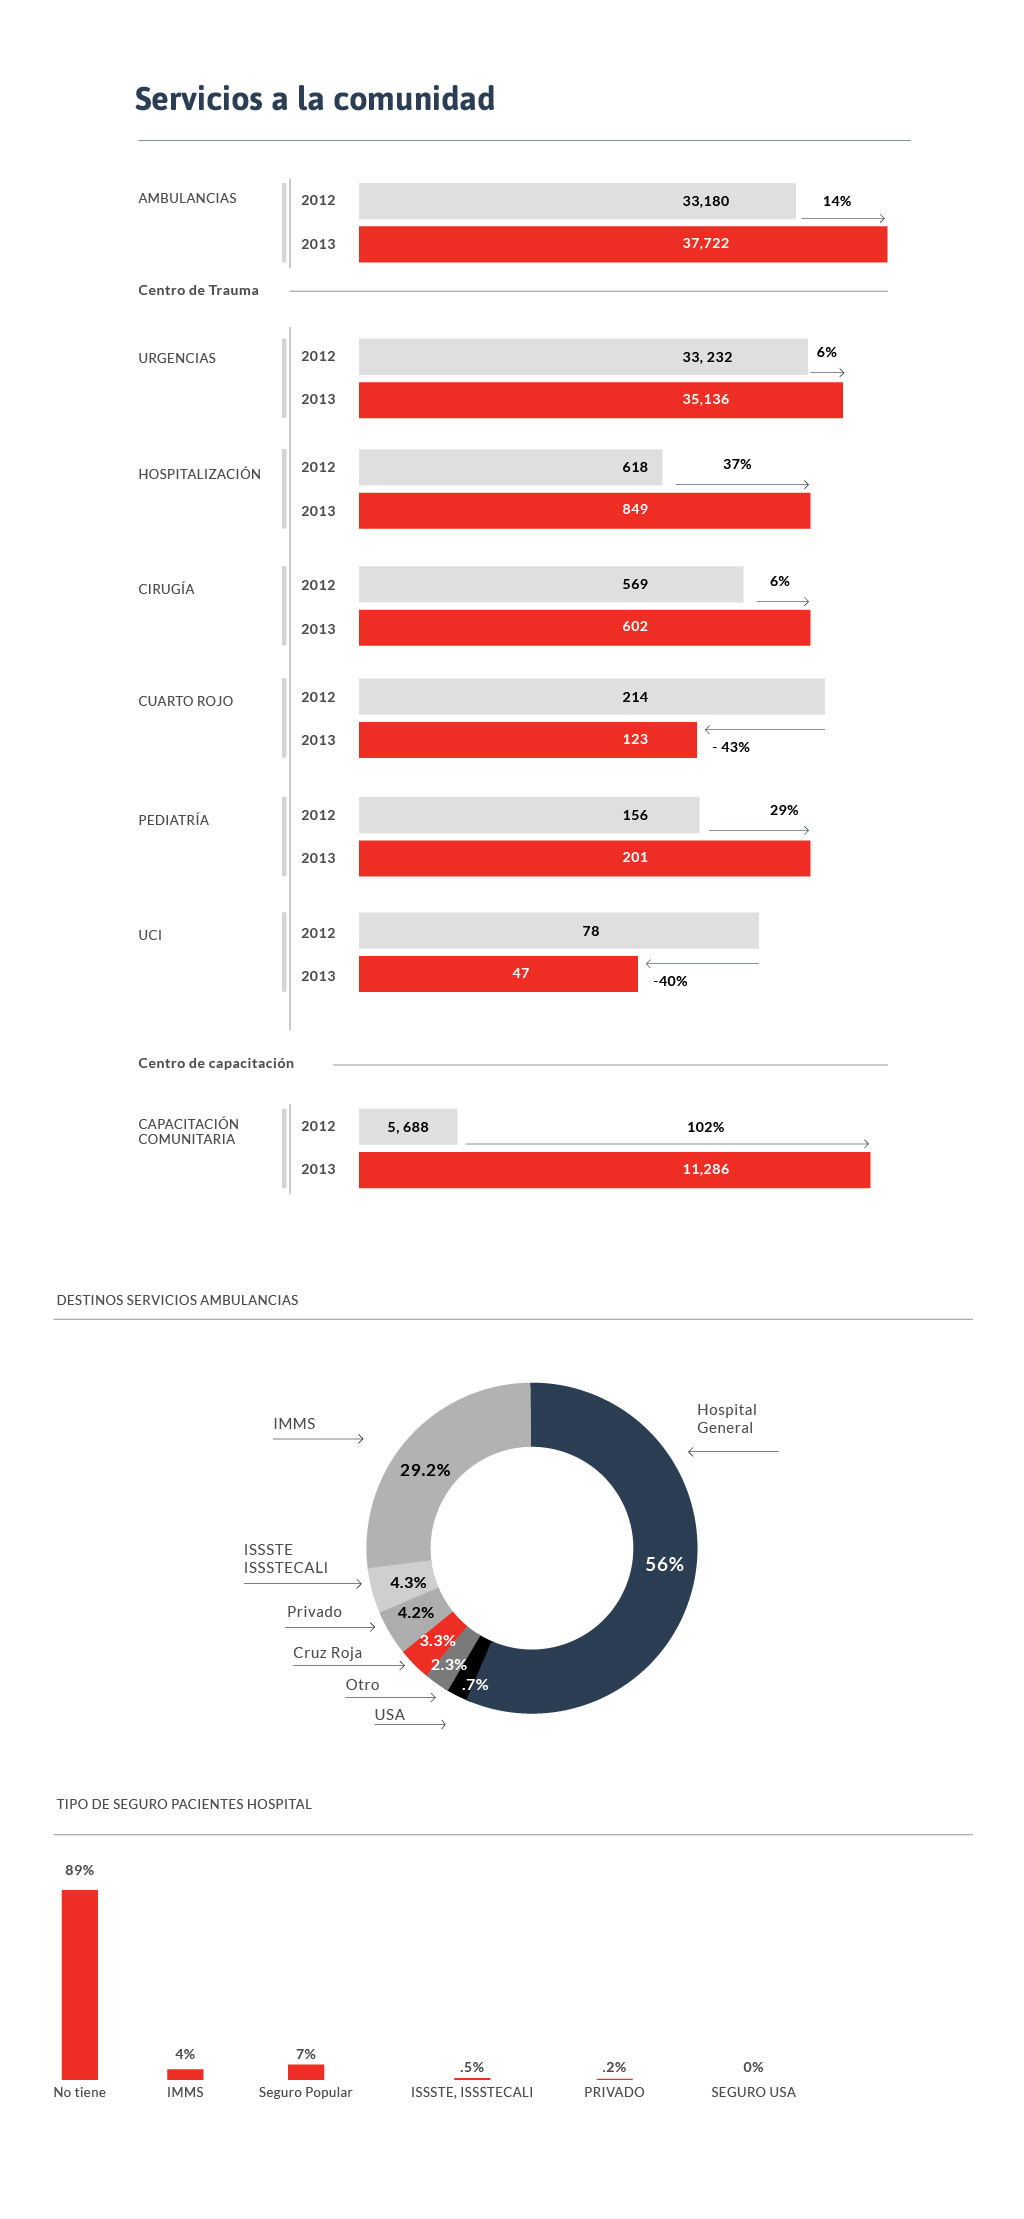 Servicios a la comunidad
AMBULANCIAS
2012
33,180
14%
2013
37,722
Centro de Trauma
URGENCIAS
2012
33, 232
6%
2013
35,136
HOSPITALIZACIÓN
2012
618
37%
2013
849
CIRUGÍA
2012
569
6%
2013
602
CUARTO ROJO
2012
214
2013
123
- 43%
PEDIATRÍA
2012
156
29%
2013
201
UCI
2012
78
2013
47
-40%
Centro de capacitación
CAPACITACIÓN
COMUNITARIA
2012
5, 688
102%
2013
11,286
DESTINOS SERVICIOS AMBULANCIAS
Hospital
General
56%
IMMS
29.2%
ISSSTE
ISSSTECALI
4.3%
Privado
4.2%
Cruz Roja
3.3%
Otro
2.3%
USA
.7%
TIPO DE SEGURO PACIENTES HOSPITAL
89%
4%
7%
.5%
.2%
0%
No tiene
IMMS
Seguro Popular
ISSSTE, ISSSTECALI
PRIVADO
SEGURO USA